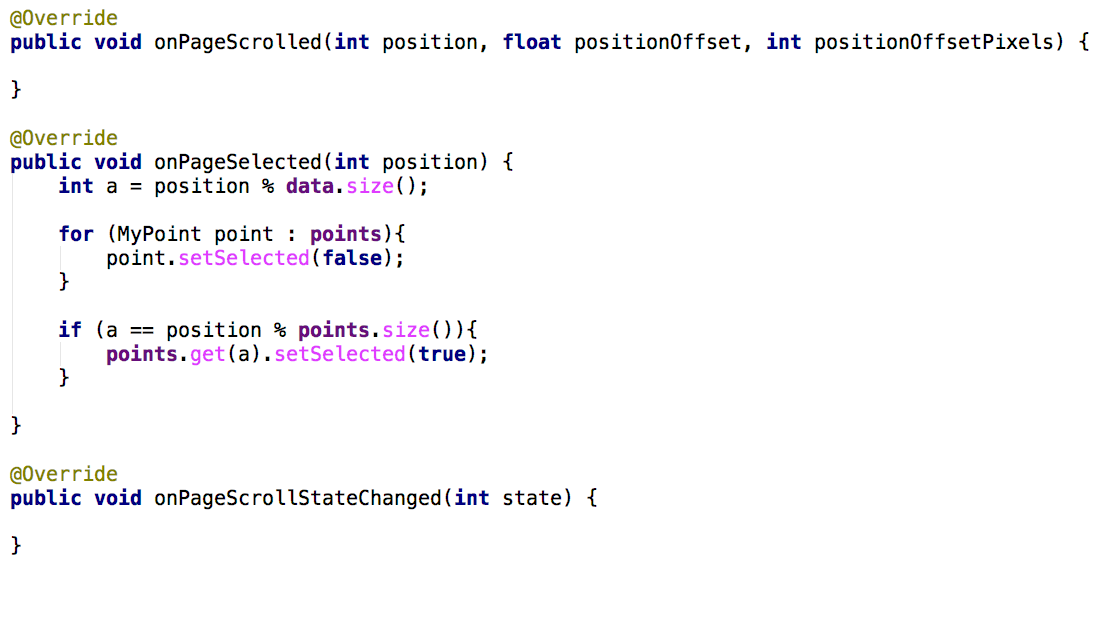 @Override
public void onPageScrolled(int position, float positionOffset, int positionOffsetPixels) {
}
@Override
public void onPageSelected(int position) {
    int a = position % data.size();
    for (MyPoint point : points){
        point.setSelected(false);
    }
    if (a == position % points.size()){
        points.get(a).setSelected(true);
    }
}
@Override
public void onPageScrollStateChanged(int state) {
}